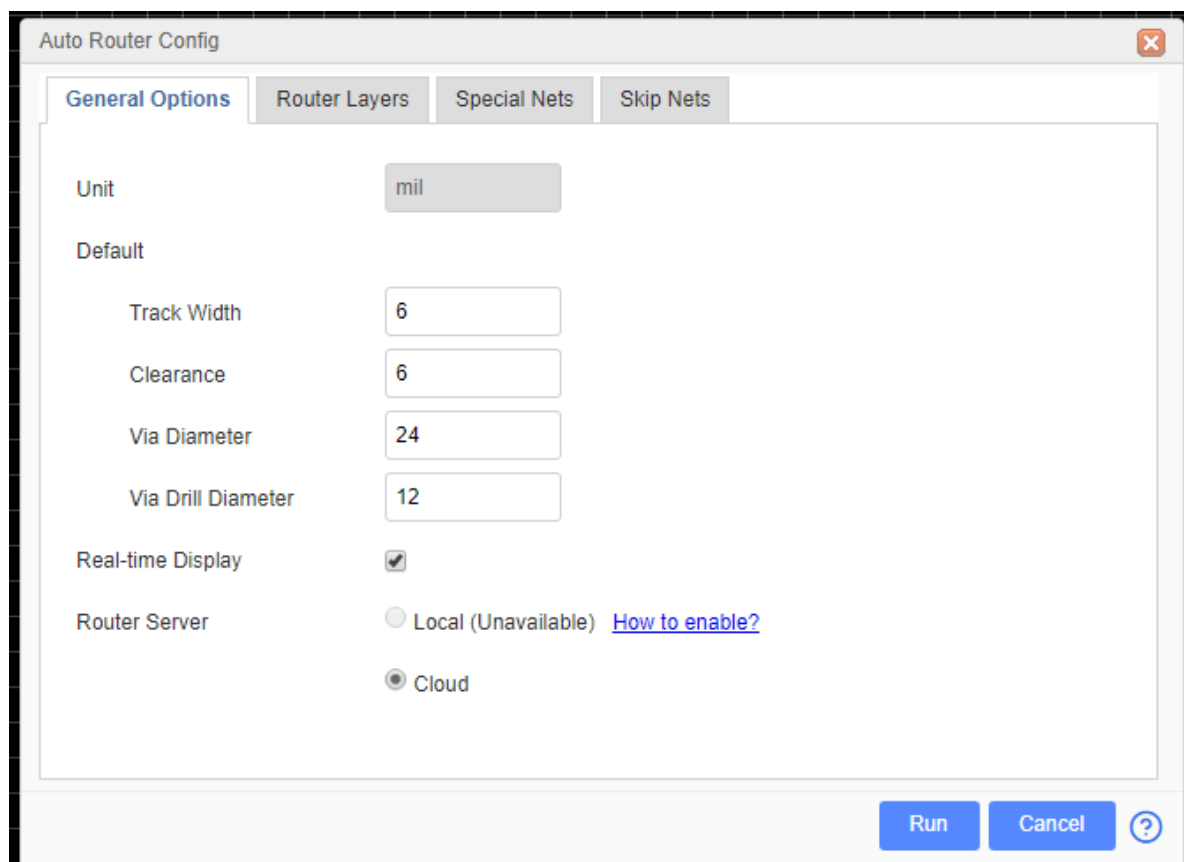 Auto Router Config
General Options Router Layers Special Nets Skip Nets
Unit mil
Default
Track Width 6
Clearance 6
Via Diameter 24
Via Drill Diameter 12
Real-time Display
Router Server Local (Unavailable) How to enable?
Cloud
Run Cancel ?